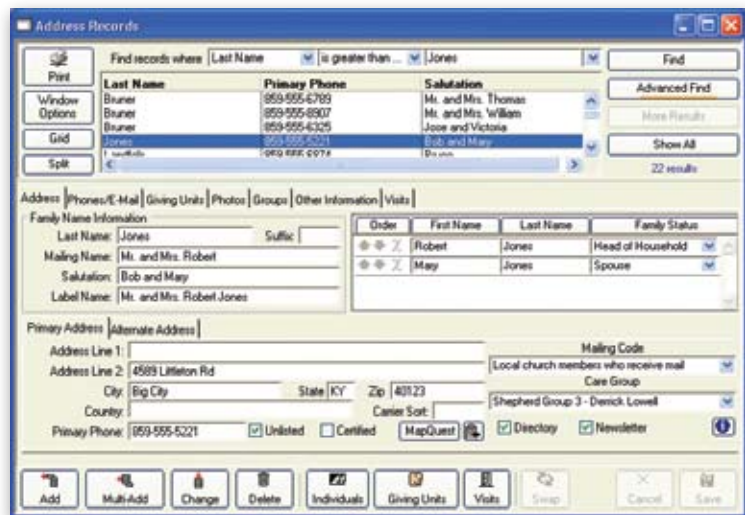 Address Records
Print
Find records where Last Name is greater than ... Jones
Find
Window Options
Last Name Primary Phone Salutation
Bruner 859-555-6789 Mr. and Mrs. Thomas
Bruner 859-555-8907 Mr. and Mrs. William
Bruner 859-555-6325 Jose and Victoria
Jones 859-555-5221 Bob and Mary
Advanced Find
More Results
Grid
Show All
Split
22 results
Address Phones/E-Mail Giving Units Photos Groups Other Information Visits
Family Name Information
Last Name: Jones Suffix:
Mailing Name: Mr. and Mrs. Robert
Salutation: Bob and Mary
Label Name: Mr. and Mrs. Robert Jones
Order First Name Last Name Family Status
Robert Jones Head of Household
Mary Jones Spouse
Primary Address Alternate Address
Address Line 1:
Address Line 2: 4589 Littleton Rd
City: Big City State KY Zip 40123
Country: Carrier Sort:
Primary Phone: 859-555-5221 Unlisted Certified MapQuest
Mailing Code
Local church members who receive mail
Care Group
Shepherd Group 3 - Derrick Lowell
Directory Newsletter
Add Multi-Add Change Delete Individuals Giving Units Visits Swap Cancel Save